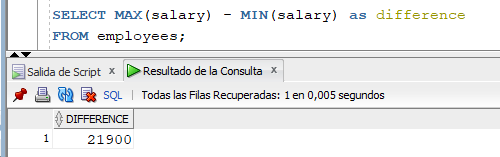 SELECT MAX(salary) - MIN(salary) as difference
FROM employees;
Salida de Script x Resultado de la Consulta x
SQL | Todas las Filas Recuperadas: 1 en 0,005 segundos
DIFFERENCE
1 21900